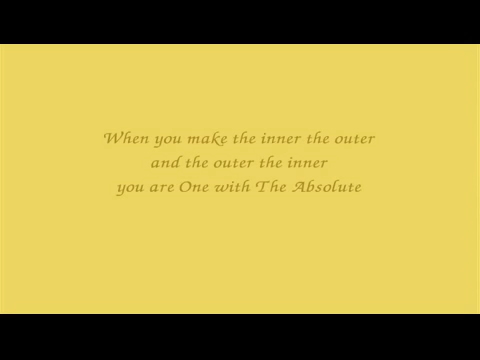 When you make the inner the outer
and the outer the inner
you are One with The Absolute